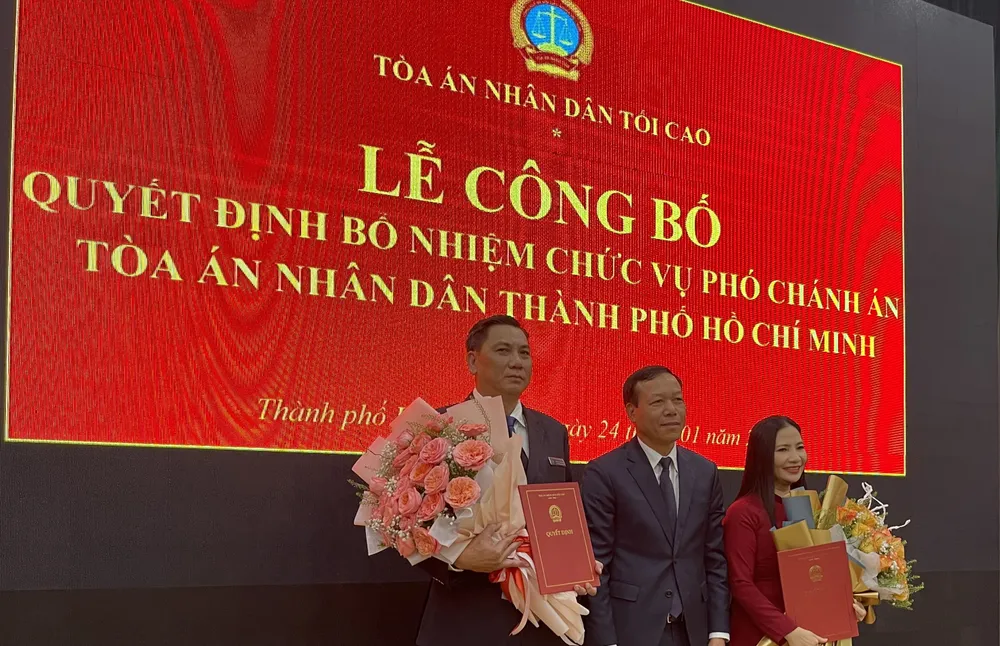 TÒA ÁN NHÂN DÂN TỐI CAO
*
LỄ CÔNG BỐ
QUYẾT ĐỊNH BỔ NHIỆM CHỨC VỤ PHÓ CHÁNH ÁN
TÒA ÁN NHÂN DÂN THÀNH PHỐ HỒ CHÍ MINH
Thành phố ngày 24 01 năm
QUYẾT ĐỊNH